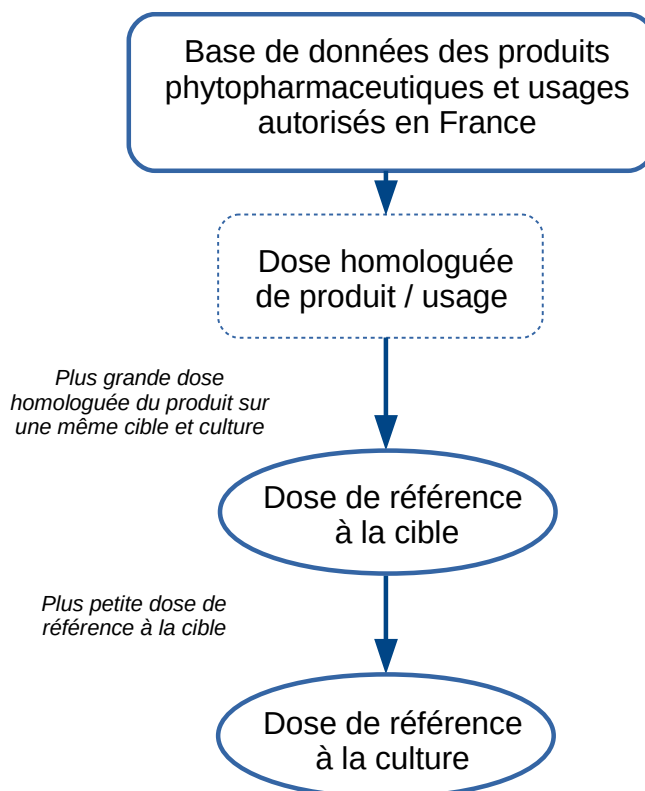 Base de données des produits
phytopharmaceutiques et usages
autorisés en France
Dose homologuée
de produit / usage
Plus grande dose
homologuée du produit sur
une même cible et culture
Dose de référence
à la cible
Plus petite dose de
référence à la cible
Dose de référence
à la culture